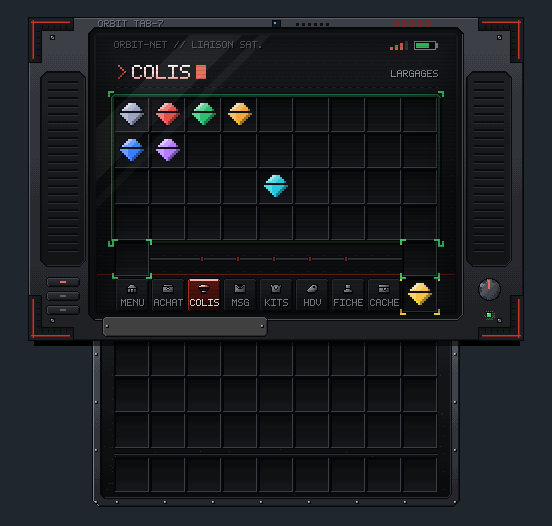 ORBIT TAB-7
ORBIT-NET // LIAISON SAT.
>COLIS
LARGAGES
MENU ACHAT COLIS MSG KITS HDV FICHE CACHE